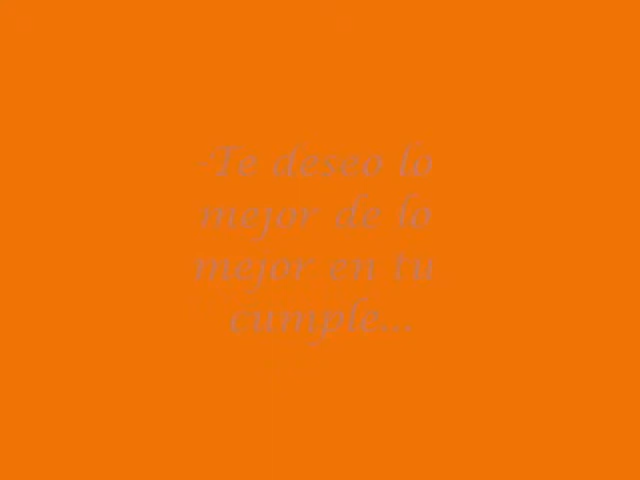 -Te deseo lo
mejor de lo
mejor en tu
cumple...